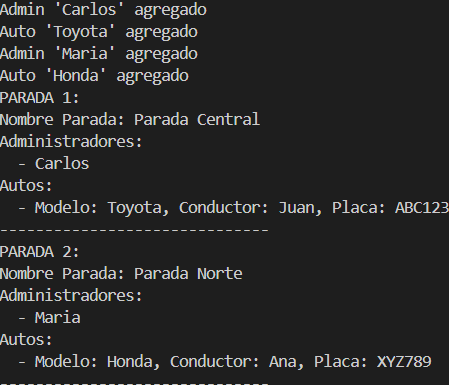 Admin 'Carlos' agregado
Auto 'Toyota' agregado
Admin 'Maria' agregado
Auto 'Honda' agregado
PARADA 1:
Nombre Parada: Parada Central
Administradores:
  - Carlos
Autos:
  - Modelo: Toyota, Conductor: Juan, Placa: ABC123
------------------------------
PARADA 2:
Nombre Parada: Parada Norte
Administradores:
  - Maria
Autos:
  - Modelo: Honda, Conductor: Ana, Placa: XYZ789
------------------------------